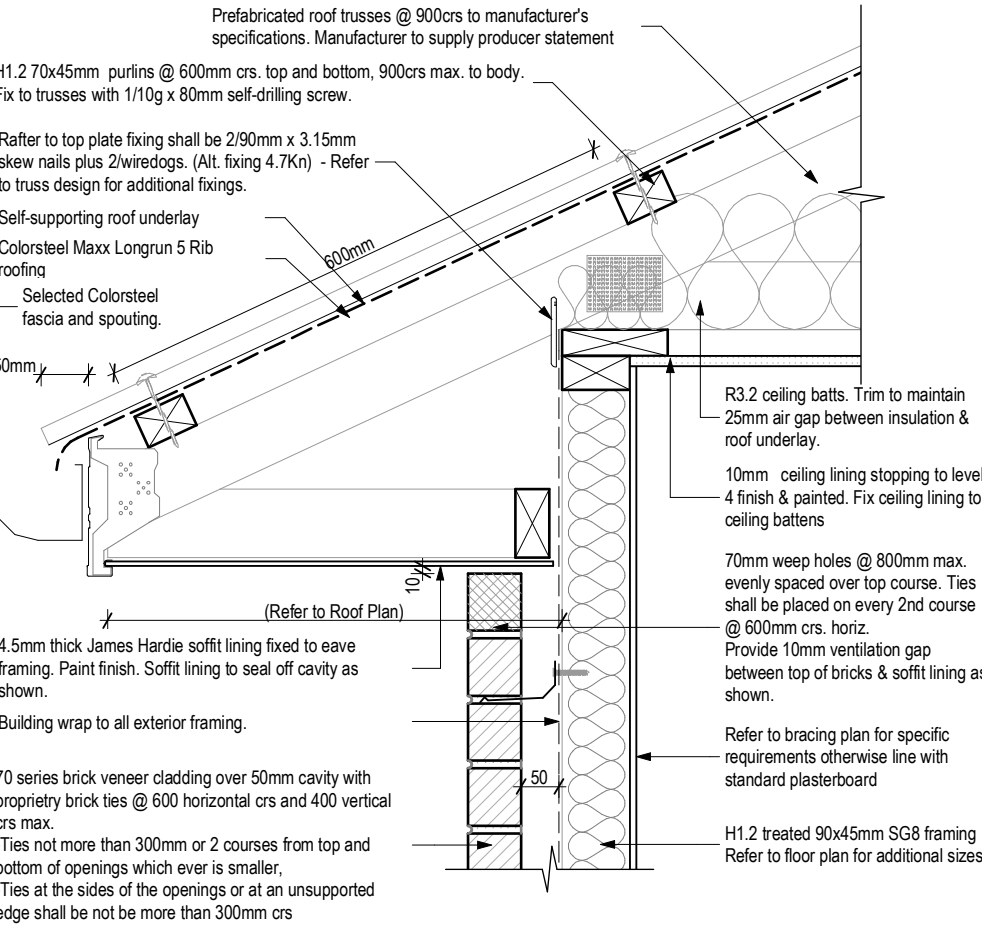 Prefabricated roof trusses @ 900crs to manufacturer's
specifications. Manufacturer to supply producer statement
H1.2 70x45mm purlins @ 600mm crs. top and bottom, 900crs max. to body.
Fix to trusses with 1/10g x 80mm self-drilling screw.
Rafter to top plate fixing shall be 2/90mm x 3.15mm
skew nails plus 2/wiredogs. (Alt. fixing 4.7Kn) - Refer
to truss design for additional fixings.
Self-supporting roof underlay
Colorsteel Maxx Longrun 5 Rib
roofing
Selected Colorsteel
fascia and spouting.
50mm
600mm
R3.2 ceiling batts. Trim to maintain
25mm air gap between insulation &
roof underlay.
10mm ceiling lining stopping to level
4 finish & painted. Fix ceiling lining to
ceiling battens
70mm weep holes @ 800mm max.
evenly spaced over top course. Ties
shall be placed on every 2nd course
@ 600mm crs. horiz.
Provide 10mm ventilation gap
between top of bricks & soffit lining as
shown.
Refer to bracing plan for specific
requirements otherwise line with
standard plasterboard
H1.2 treated 90x45mm SG8 framing
Refer to floor plan for additional sizes
10
(Refer to Roof Plan)
4.5mm thick James Hardie soffit lining fixed to eave
framing. Paint finish. Soffit lining to seal off cavity as
shown.
Building wrap to all exterior framing.
50
70 series brick veneer cladding over 50mm cavity with
proprietry brick ties @ 600 horizontal crs and 400 vertical
crs max.
Ties not more than 300mm or 2 courses from top and
bottom of openings which ever is smaller,
Ties at the sides of the openings or at an unsupported
edge shall be not be more than 300mm crs